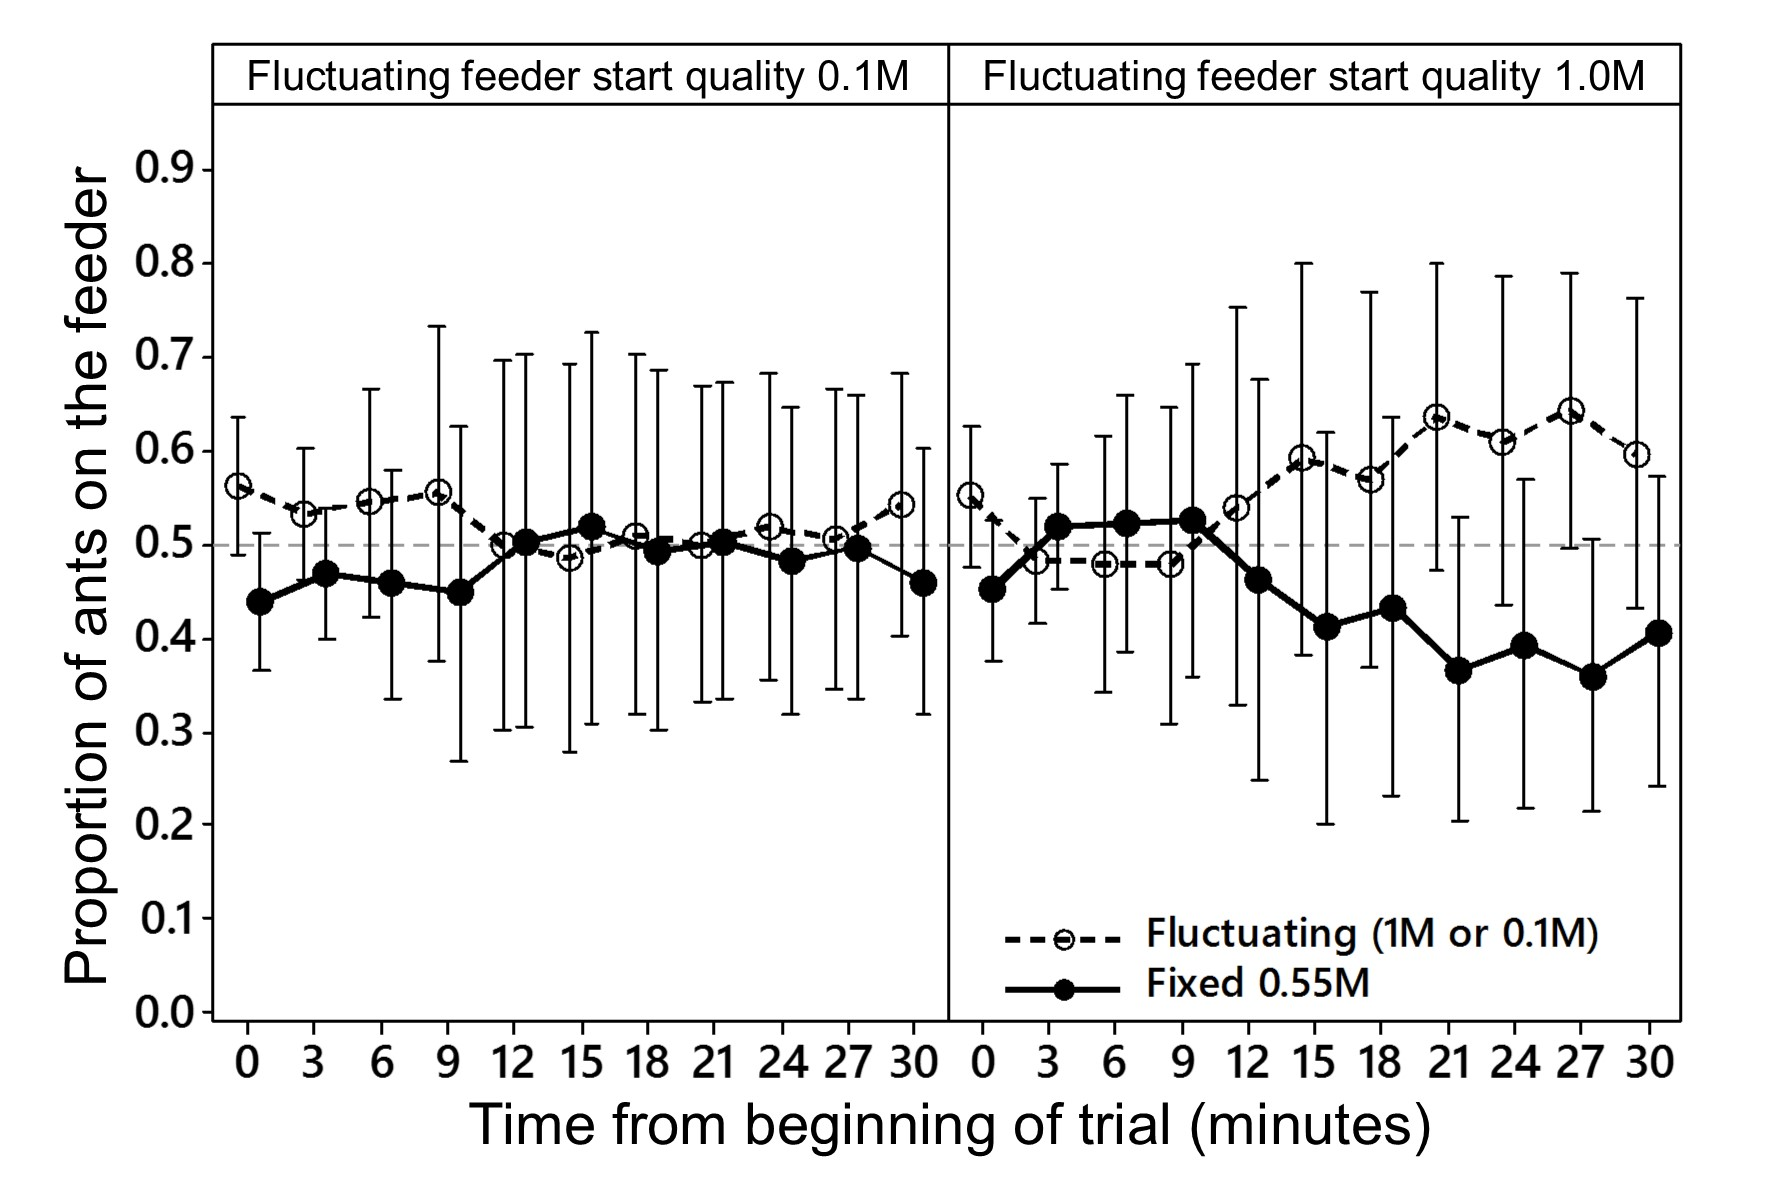 Fluctuating feeder start quality 0.1M
Fluctuating feeder start quality 1.0M
Proportion of ants on the feeder
0.9
0.8
0.7
0.6
0.5
0.4
0.3
0.2
0.1
0.0
Fluctuating (1M or 0.1M)
Fixed 0.55M
0 3 6 9 12 15 18 21 24 27 30 0 3 6 9 12 15 18 21 24 27 30
Time from beginning of trial (minutes)